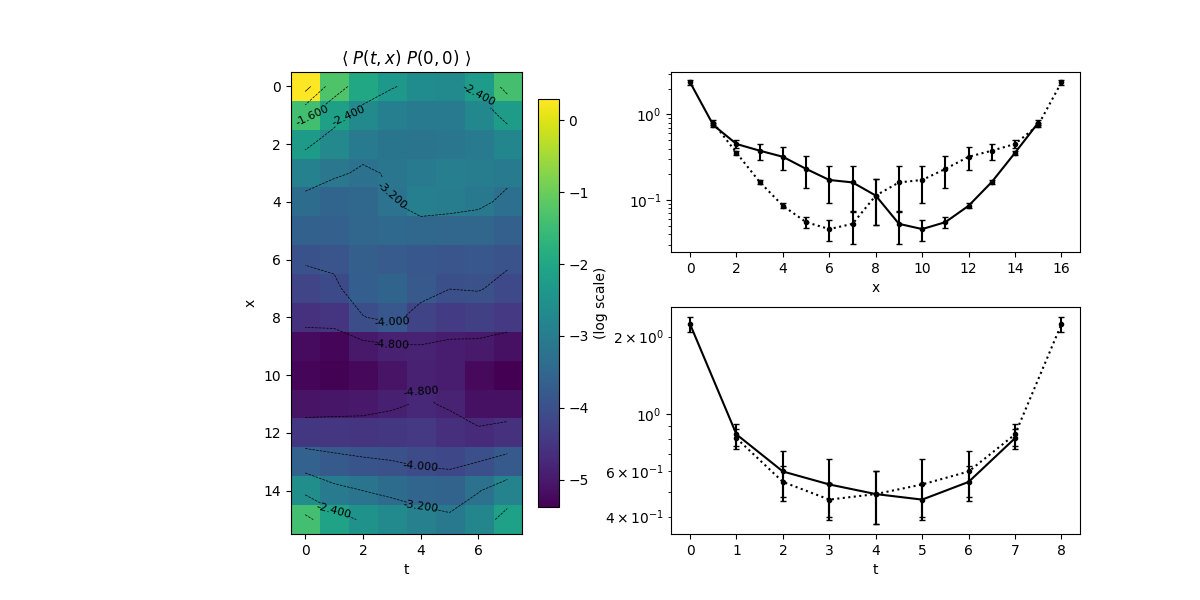 ⟨ P(t, x) P(0, 0) ⟩
0
2
4
6
8
10
12
14
x
0
2
4
6
t
-1.600
-2.400
-2.400
-3.200
-4.000
-4.800
-4.800
-4.000
-3.200
-2.400
0
−1
−2
−3
−4
−5
(log scale)
10⁰
10⁻¹
0 2 4 6 8 10 12 14 16
x
2 × 10⁰
10⁰
6 × 10⁻¹
4 × 10⁻¹
0 1 2 3 4 5 6 7 8
t